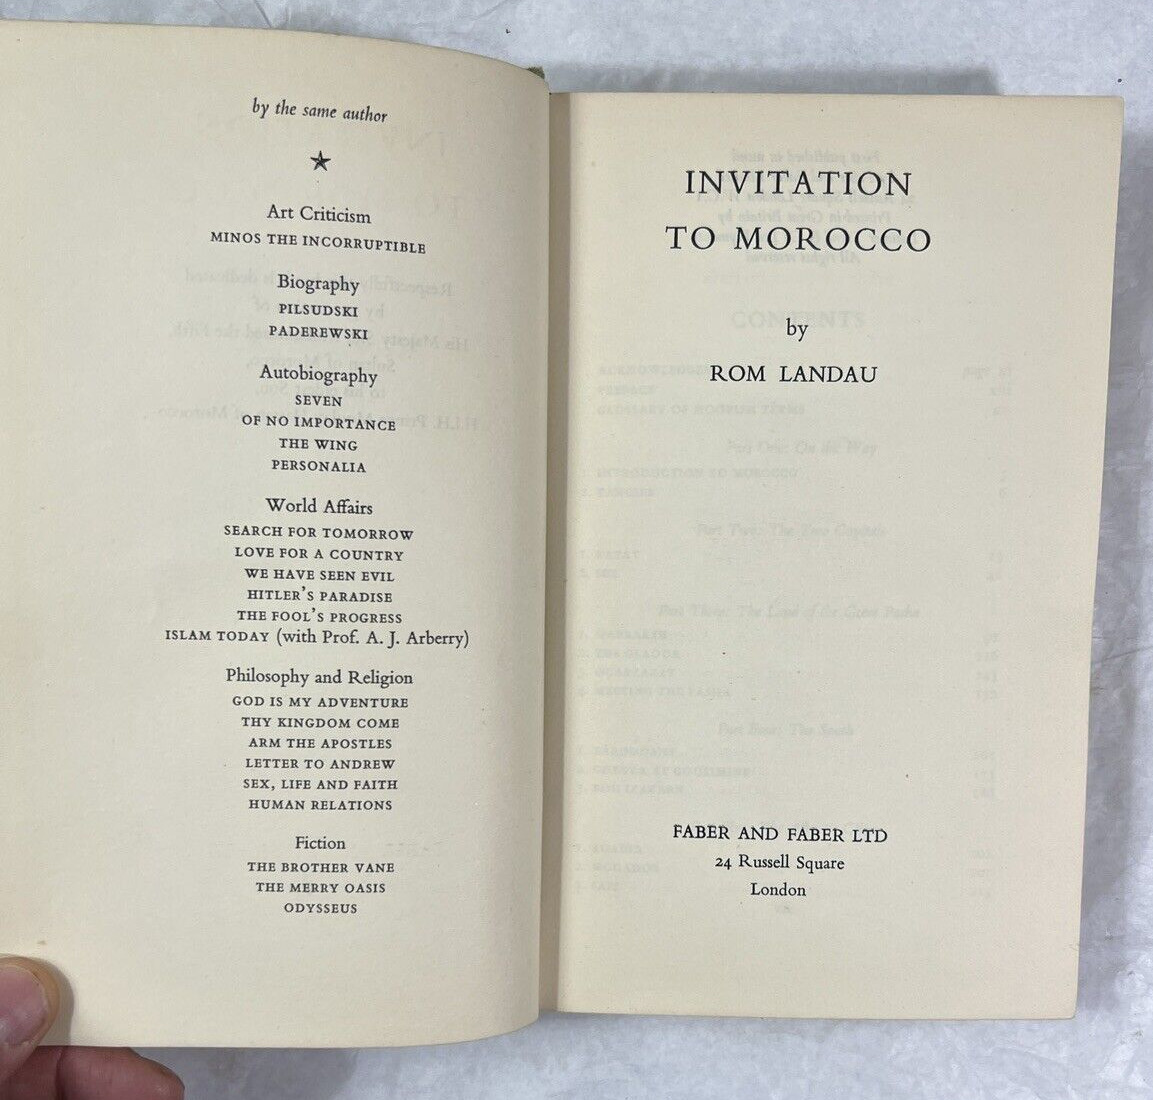 by the same author
Art Criticism
MINOS THE INCORRUPTIBLE
Biography
PILSUDSKI
PADEREWSKI
Autobiography
SEVEN
OF NO IMPORTANCE
THE WING
PERSONALIA
World Affairs
SEARCH FOR TOMORROW
LOVE FOR A COUNTRY
WE HAVE SEEN EVIL
HITLER'S PARADISE
THE FOOL'S PROGRESS
ISLAM TODAY (with Prof. A. J. Arberry)
Philosophy and Religion
GOD IS MY ADVENTURE
THY KINGDOM COME
ARM THE APOSTLES
LETTER TO ANDREW
SEX, LIFE AND FAITH
HUMAN RELATIONS
Fiction
THE BROTHER VANE
THE MERRY OASIS
ODYSSEUS
INVITATION
TO MOROCCO
by
ROM LANDAU
FABER AND FABER LTD
24 Russell Square
London